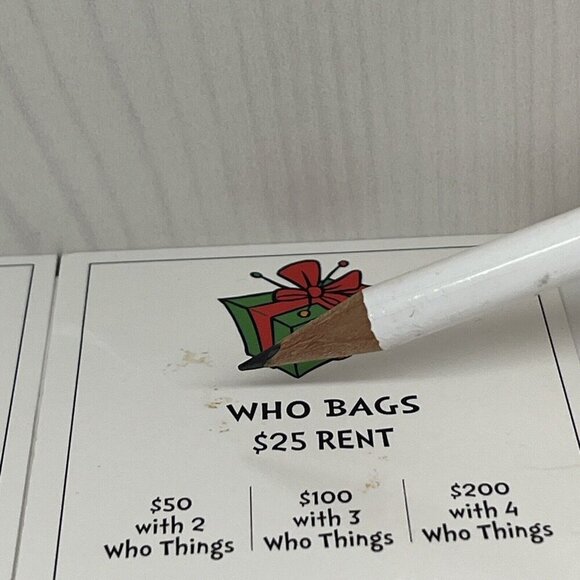 WHO BAGS
$25 RENT
$50
with 2
Who Things
$100
with 3
Who Things
$200
with 4
Who Things